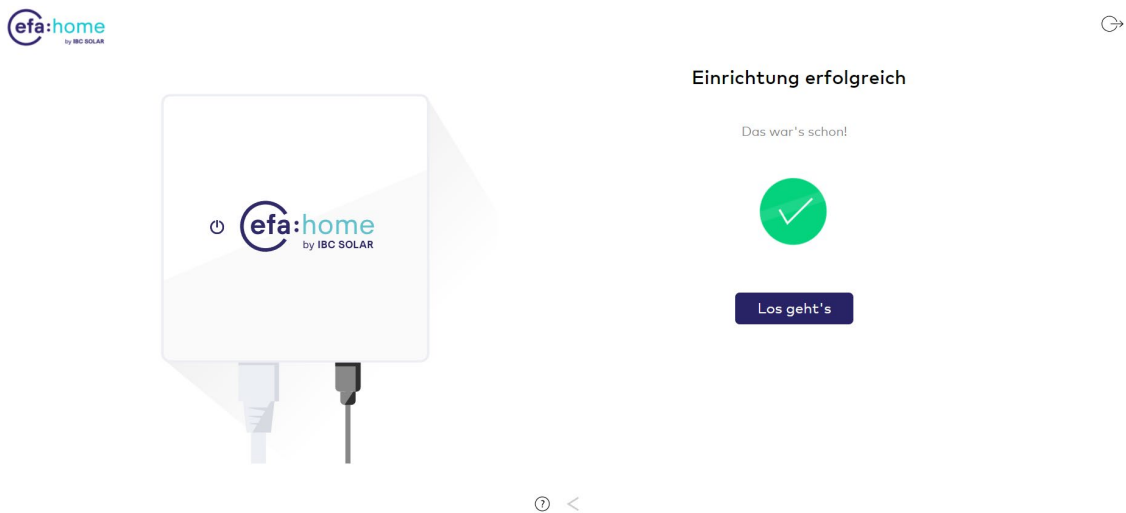 efa:home
by IBC SOLAR
Einrichtung erfolgreich
Das war's schon!
efa:home
by IBC SOLAR
Los geht's
?